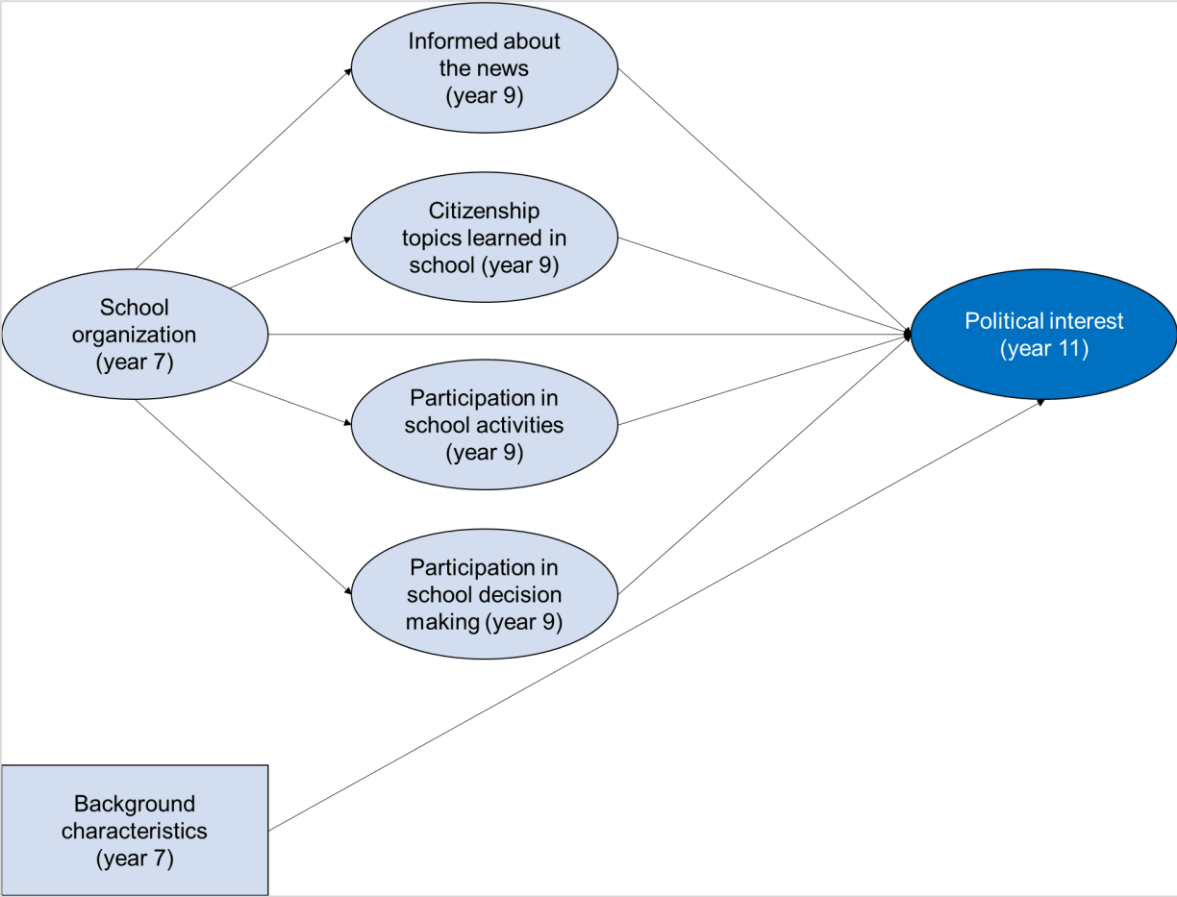 Informed about
the news
(year 9)
Citizenship
topics learned in
school (year 9)
School
organization
(year 7)
Political interest
(year 11)
Participation in
school activities
(year 9)
Participation in
school decision
making (year 9)
Background
characteristics
(year 7)